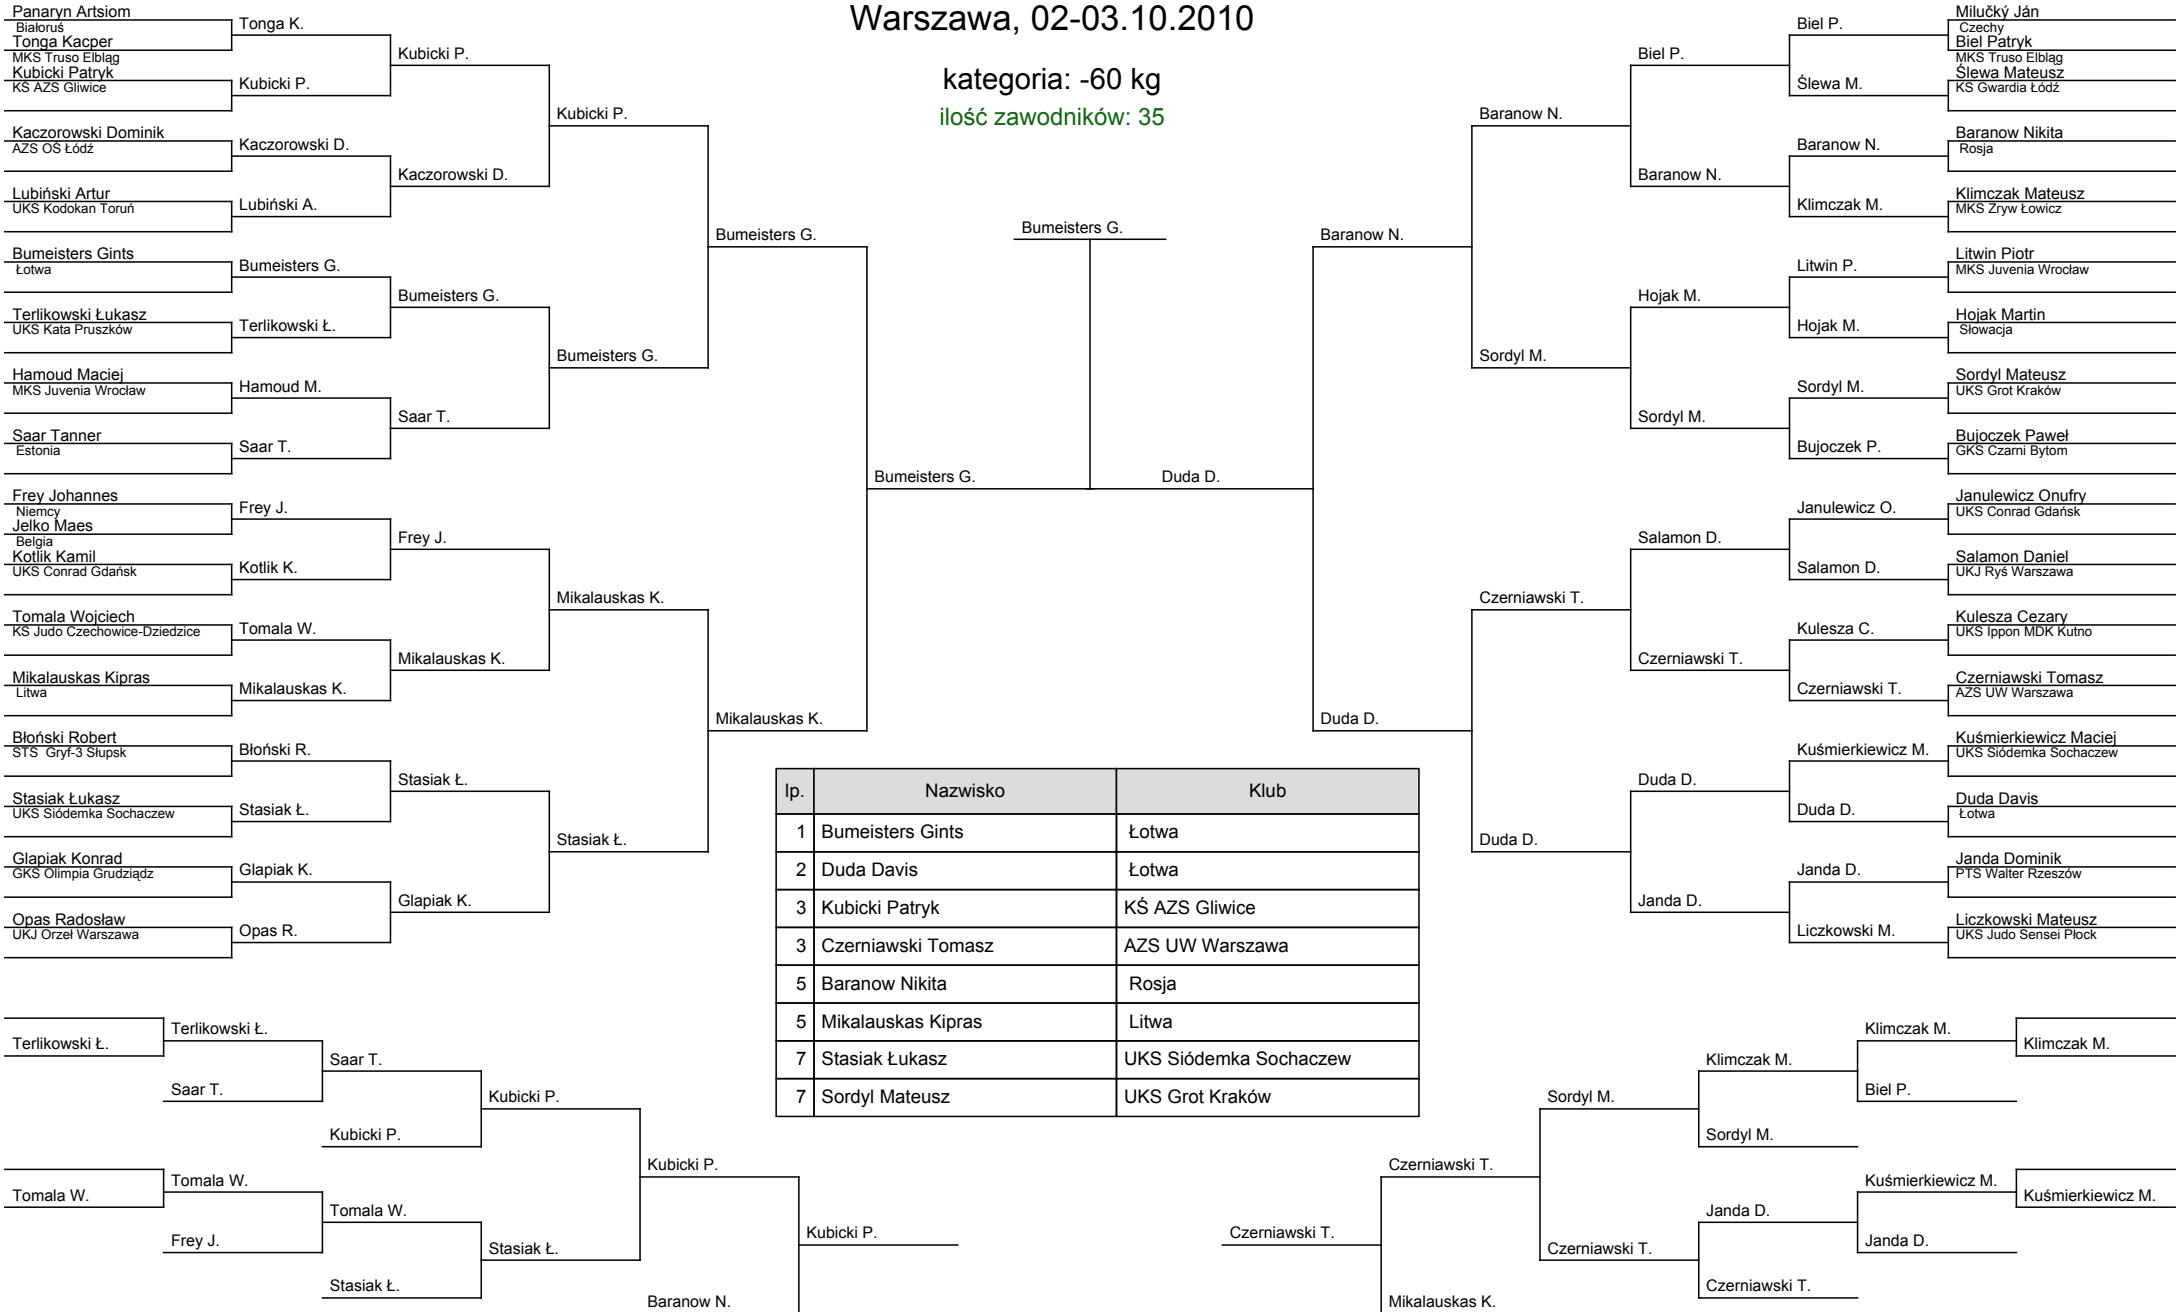 Warszawa, 02-03.10.2010
kategoria: -60 kg
ilość zawodników: 35
Panaryn Artsiom
Białoruś
Tonga Kacper
MKS Truso Elbląg
Kubicki Patryk
KŚ AZS Gliwice
Kaczorowski Dominik
AZS OŚ Łódź
Lubiński Artur
UKS Kodokan Toruń
Bumeisters Gints
Łotwa
Terlikowski Łukasz
UKS Kata Pruszków
Hamoud Maciej
MKS Juvenia Wrocław
Saar Tanner
Estonia
Frey Johannes
Niemcy
Jelko Maes
Belgia
Kotlik Kamil
UKS Conrad Gdańsk
Tomala Wojciech
KS Judo Czechowice-Dziedzice
Mikalauskas Kipras
Litwa
Błoński Robert
STS Gryf-3 Słupsk
Stasiak Łukasz
UKS Siódemka Sochaczew
Glapiak Konrad
GKS Olimpia Grudziądz
Opas Radosław
UKJ Orzeł Warszawa
Tonga K.
Kubicki P.
Kaczorowski D.
Lubiński A.
Bumeisters G.
Terlikowski Ł.
Hamoud M.
Saar T.
Frey J.
Kotlik K.
Tomala W.
Mikalauskas K.
Błoński R.
Stasiak Ł.
Glapiak K.
Opas R.
Kubicki P.
Kaczorowski D.
Bumeisters G.
Saar T.
Frey J.
Mikalauskas K.
Stasiak Ł.
Glapiak K.
Kubicki P.
Bumeisters G.
Mikalauskas K.
Stasiak Ł.
Bumeisters G.
Mikalauskas K.
Bumeisters G.
Bumeisters G.
Duda D.
Baranow N.
Duda D.
Baranow N.
Sordyl M.
Czerniawski T.
Duda D.
Biel P.
Baranow N.
Hojak M.
Sordyl M.
Salamon D.
Czerniawski T.
Duda D.
Janda D.
Biel P.
Ślewa M.
Baranow N.
Klimczak M.
Litwin P.
Hojak M.
Sordyl M.
Bujoczek P.
Janulewicz O.
Salamon D.
Kulesza C.
Czerniawski T.
Kuśmierkiewicz M.
Duda D.
Janda D.
Liczkowski M.
Milučký Ján
Czechy
Biel Patryk
MKS Truso Elbląg
Ślewa Mateusz
KS Gwardia Łódź
Baranow Nikita
Rosja
Klimczak Mateusz
MKS Zryw Łowicz
Litwin Piotr
MKS Juvenia Wrocław
Hojak Martin
Słowacja
Sordyl Mateusz
UKS Grot Kraków
Bujoczek Paweł
GKS Czarni Bytom
Janulewicz Onufry
UKS Conrad Gdańsk
Salamon Daniel
UKJ Ryś Warszawa
Kulesza Cezary
UKS Ippon MDK Kutno
Czerniawski Tomasz
AZS UW Warszawa
Kuśmierkiewicz Maciej
UKS Siódemka Sochaczew
Duda Davis
Łotwa
Janda Dominik
PTS Walter Rzeszów
Liczkowski Mateusz
UKS Judo Sensei Płock
lp. Nazwisko Klub
1 Bumeisters Gints Łotwa
2 Duda Davis Łotwa
3 Kubicki Patryk KŚ AZS Gliwice
3 Czerniawski Tomasz AZS UW Warszawa
5 Baranow Nikita Rosja
5 Mikalauskas Kipras Litwa
7 Stasiak Łukasz UKS Siódemka Sochaczew
7 Sordyl Mateusz UKS Grot Kraków
Terlikowski Ł.
Tomala W.
Terlikowski Ł.
Saar T.
Tomala W.
Frey J.
Saar T.
Kubicki P.
Tomala W.
Stasiak Ł.
Kubicki P.
Stasiak Ł.
Kubicki P.
Baranow N.
Kubicki P.
Czerniawski T.
Czerniawski T.
Mikalauskas K.
Sordyl M.
Czerniawski T.
Klimczak M.
Sordyl M.
Janda D.
Czerniawski T.
Klimczak M.
Biel P.
Kuśmierkiewicz M.
Janda D.
Klimczak M.
Kuśmierkiewicz M.